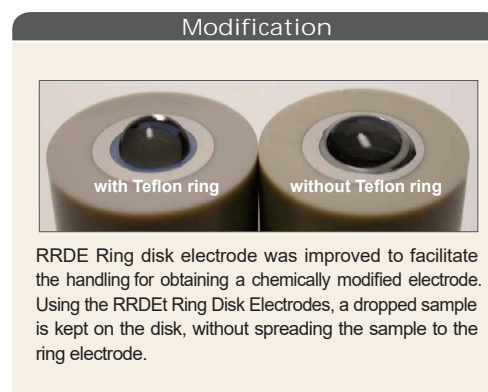 Modification
with Teflon ring
without Teflon ring
RRDE Ring disk electrode was improved to facilitate
the handling for obtaining a chemically modified electrode.
Using the RRDEt Ring Disk Electrodes, a dropped sample
is kept on the disk, without spreading the sample to the
ring electrode.